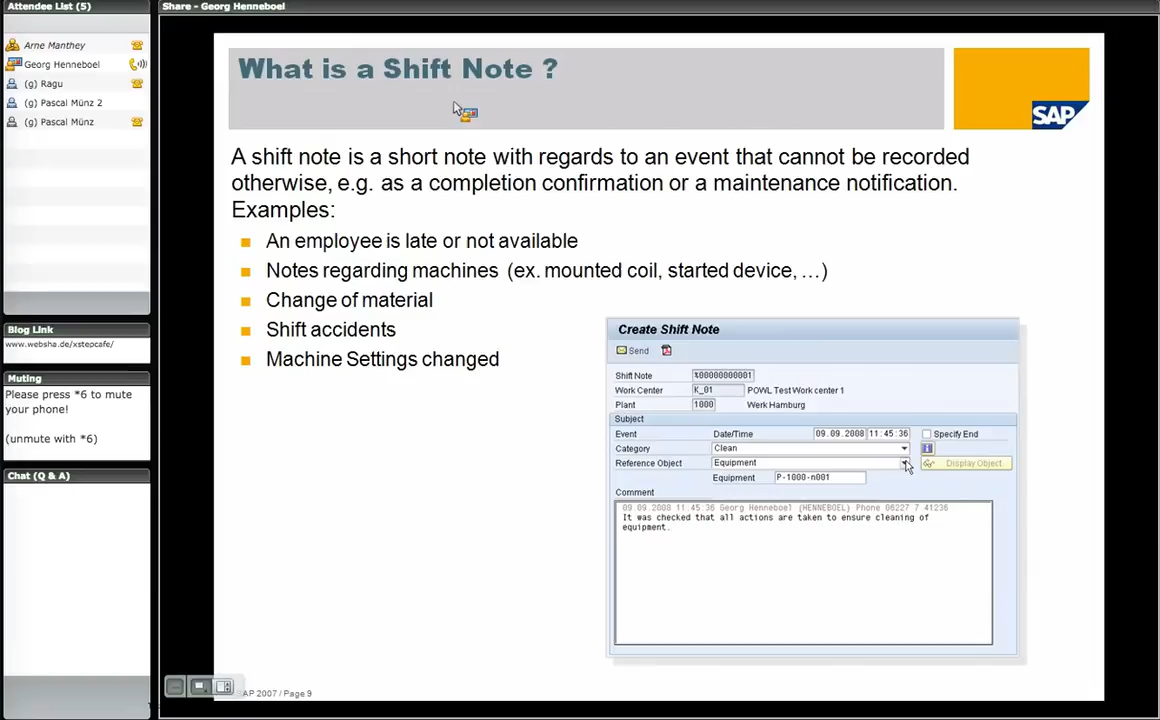 Attendee List (5)
Arne Manthey
Georg Henneboel
(g) Ragu
(g) Pascal Münz 2
(g) Pascal Münz
Blog Link
www.websha.de/xstepcafe/
Muting
Please press *6 to mute
your phone!
(unmute with *6)
Chat (Q & A)
Share - Georg Henneboel
What is a Shift Note ?
SAP
A shift note is a short note with regards to an event that cannot be recorded
otherwise, e.g. as a completion confirmation or a maintenance notification.
Examples:
An employee is late or not available
Notes regarding machines (ex. mounted coil, started device, …)
Change of material
Shift accidents
Machine Settings changed
Create Shift Note
Send
Shift Note %00000000001
Work Center K_01 POWL Test Work center 1
Plant 1000 Werk Hamburg
Subject
Event Date/Time 09.09.2008 11:45:36 Specify End
Category Clean
Reference Object Equipment Display Object
Equipment P-1000-n001
Comment
09.09.2008 11.45:36 Georg Henneboel (HENNEBOEL) Phone 06227 7 41236
It was checked that all actions are taken to ensure cleaning of
equipment.
AP 2007 / Page 9